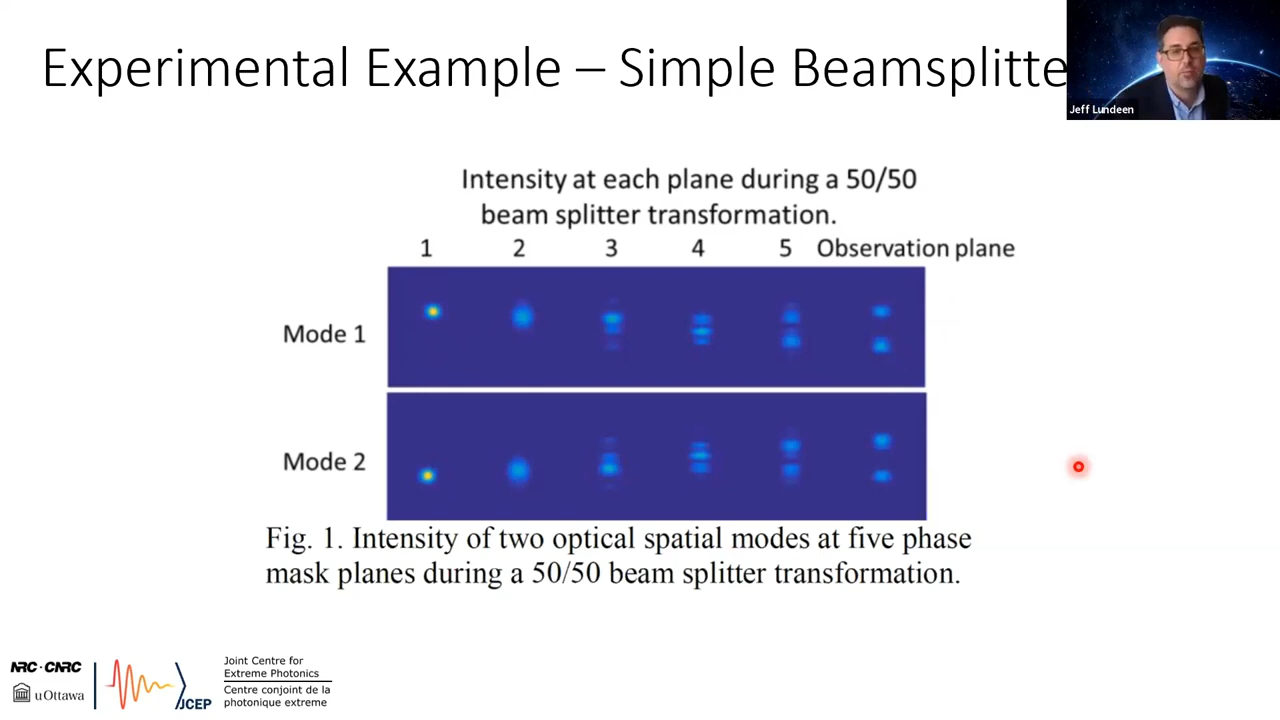 Experimental Example – Simple Beamsplitte
Jeff Lundeen
Intensity at each plane during a 50/50
beam splitter transformation.
1 2 3 4 5 Observation plane
Mode 1
Mode 2
Fig. 1. Intensity of two optical spatial modes at five phase
mask planes during a 50/50 beam splitter transformation.
NRC·CNRC
uOttawa
JCEP
Joint Centre for
Extreme Photonics
Centre conjoint de la
photonique extreme